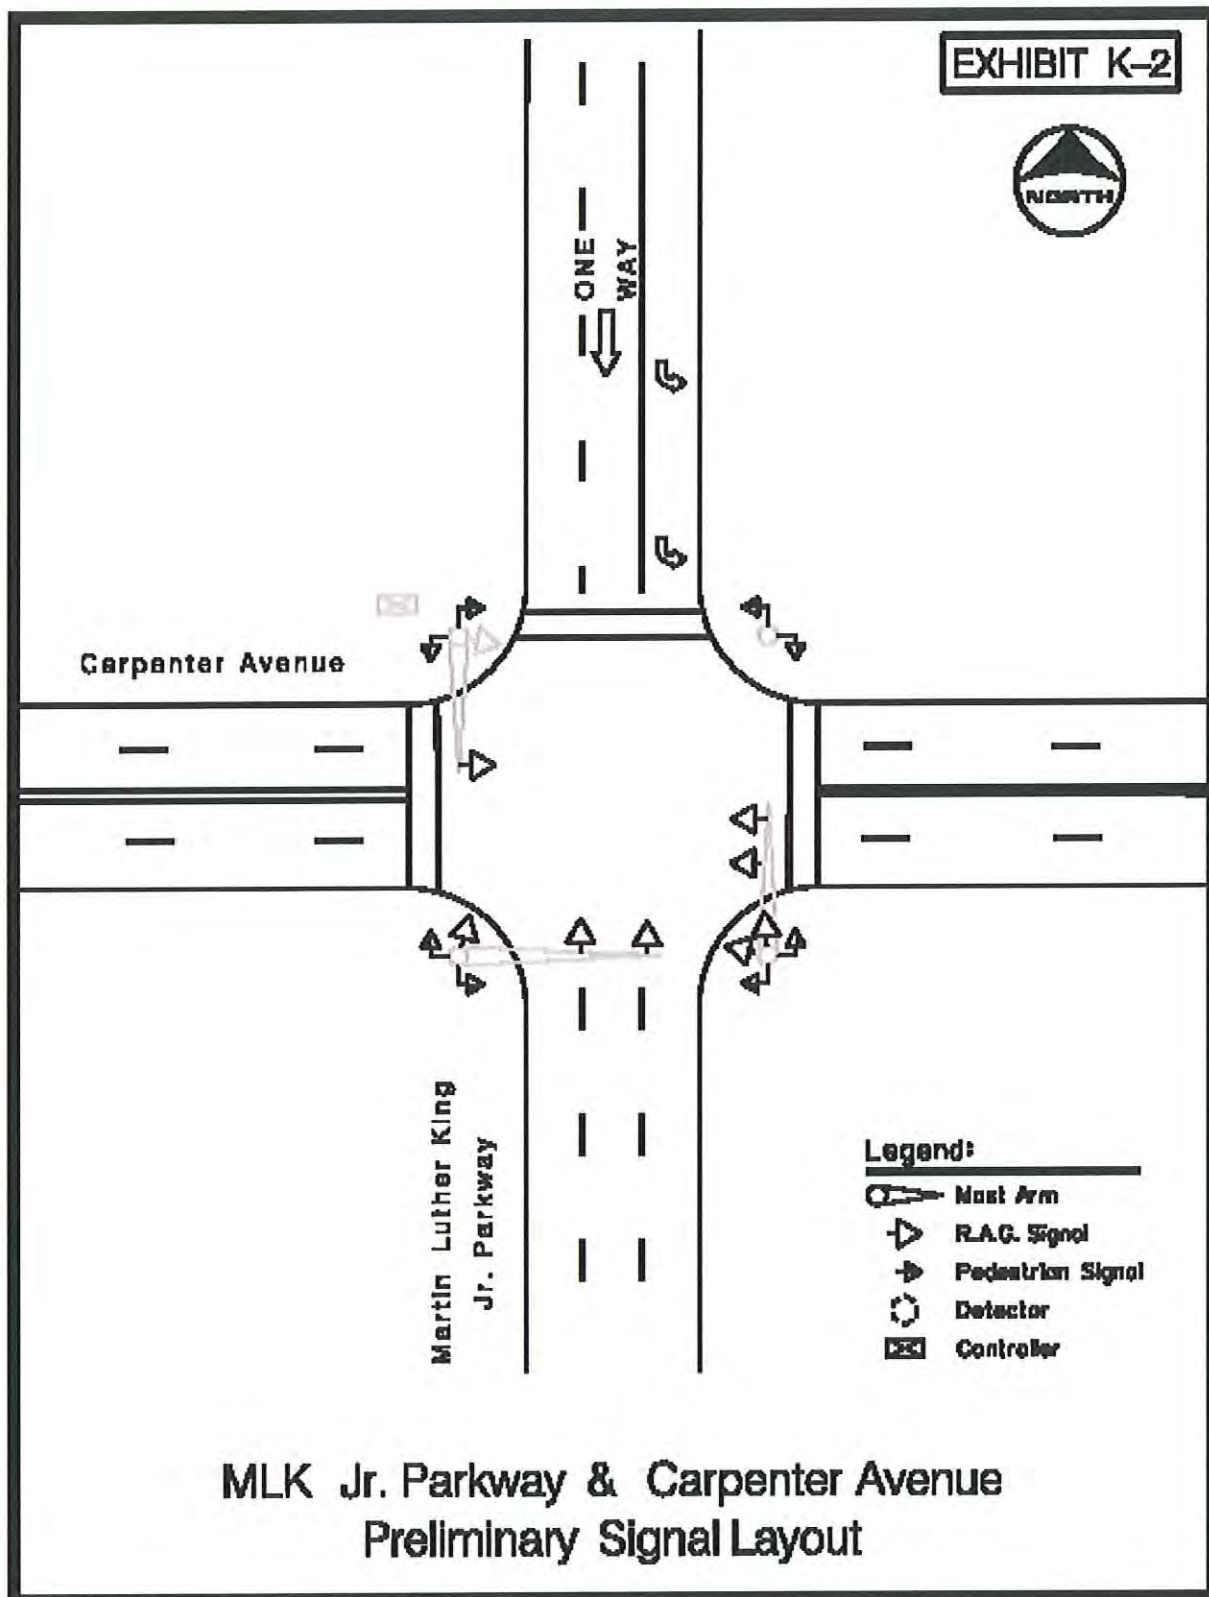 EXHIBIT K-2
NORTH
ONE
WAY
Carpenter Avenue
Martin Luther King
Jr. Parkway
Legend:
Mast Arm
R.A.G. Signal
Pedestrian Signal
Detector
Controller
MLK Jr. Parkway & Carpenter Avenue
Preliminary Signal Layout